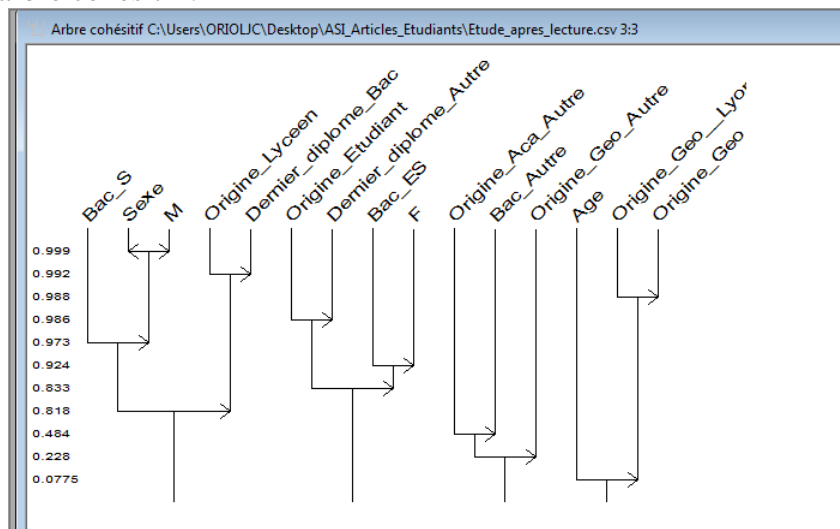 Arbre cohésitif C:\Users\ORIOLJC\Desktop\ASI_Articles_Etudiants\Etude_apres_lecture.csv 3:3
Bac_S
Sexe
M
Origine_Lyceen
Dernier_diplome_Bac
Origine_Etudiant
Dernier_diplome_Autre
Bac_ES
F
Origine_Aca_Autre
Bac_Autre
Origine_Geo_Autre
Age
Origine_Geo__Lyor
Origine_Geo
0.999
0.992
0.988
0.986
0.973
0.924
0.833
0.818
0.484
0.228
0.0775